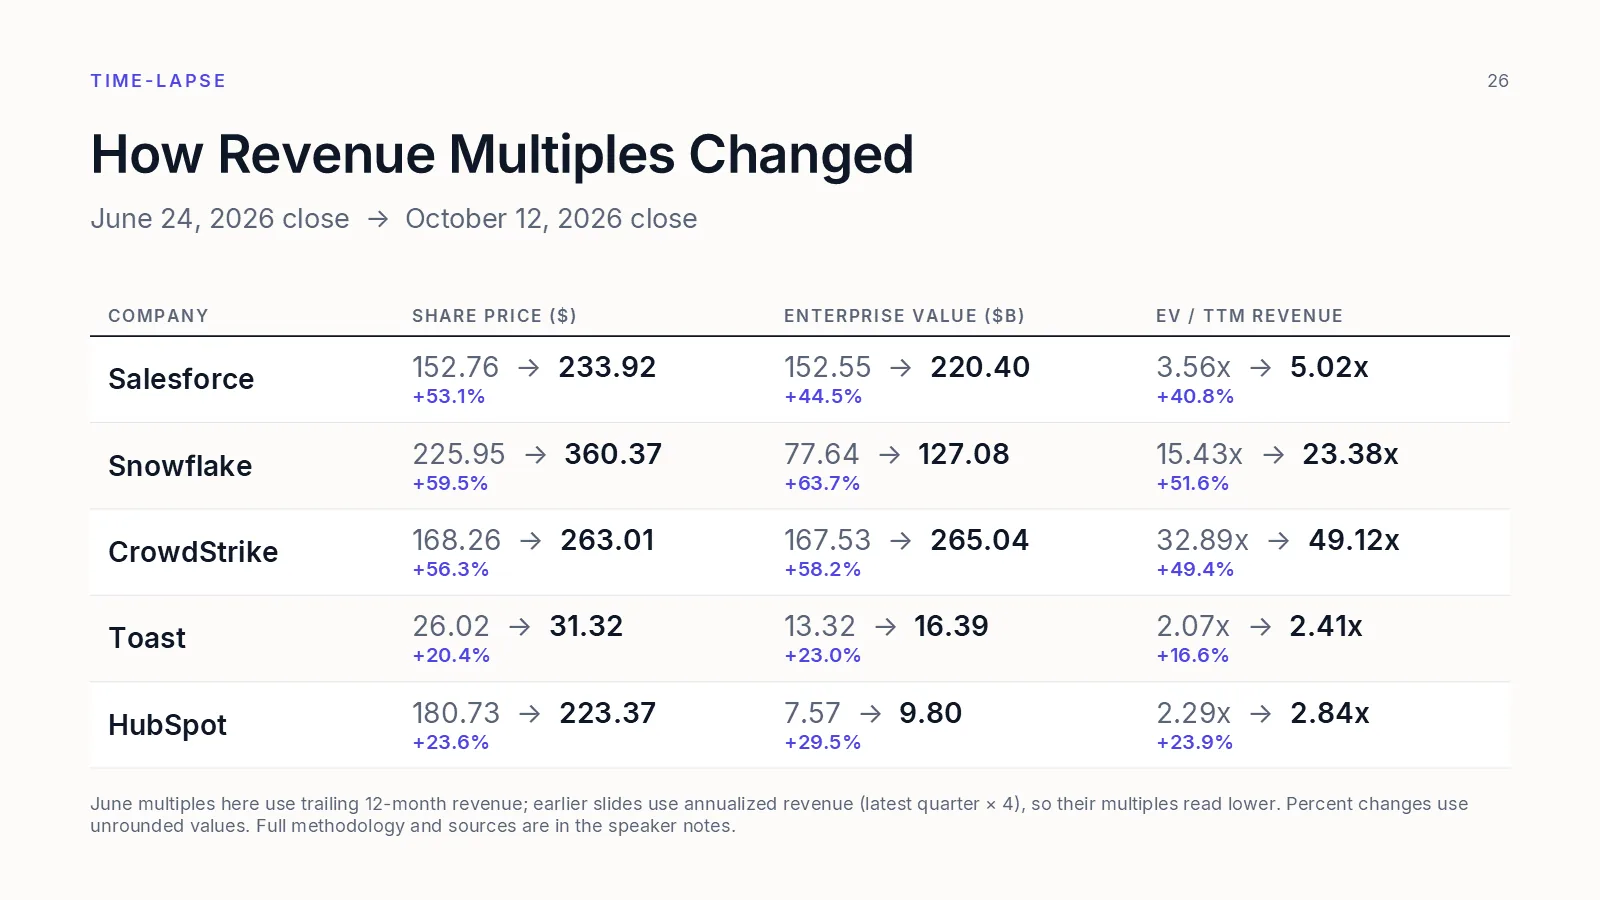 TIME-LAPSE
26
How Revenue Multiples Changed
June 24, 2026 close → October 12, 2026 close
COMPANY SHARE PRICE ($) ENTERPRISE VALUE ($B) EV / TTM REVENUE
Salesforce 152.76 → 233.92 152.55 → 220.40 3.56x → 5.02x
+53.1% +44.5% +40.8%
Snowflake 225.95 → 360.37 77.64 → 127.08 15.43x → 23.38x
+59.5% +63.7% +51.6%
CrowdStrike 168.26 → 263.01 167.53 → 265.04 32.89x → 49.12x
+56.3% +58.2% +49.4%
Toast 26.02 → 31.32 13.32 → 16.39 2.07x → 2.41x
+20.4% +23.0% +16.6%
HubSpot 180.73 → 223.37 7.57 → 9.80 2.29x → 2.84x
+23.6% +29.5% +23.9%
June multiples here use trailing 12-month revenue; earlier slides use annualized revenue (latest quarter × 4), so their multiples read lower. Percent changes use
unrounded values. Full methodology and sources are in the speaker notes.